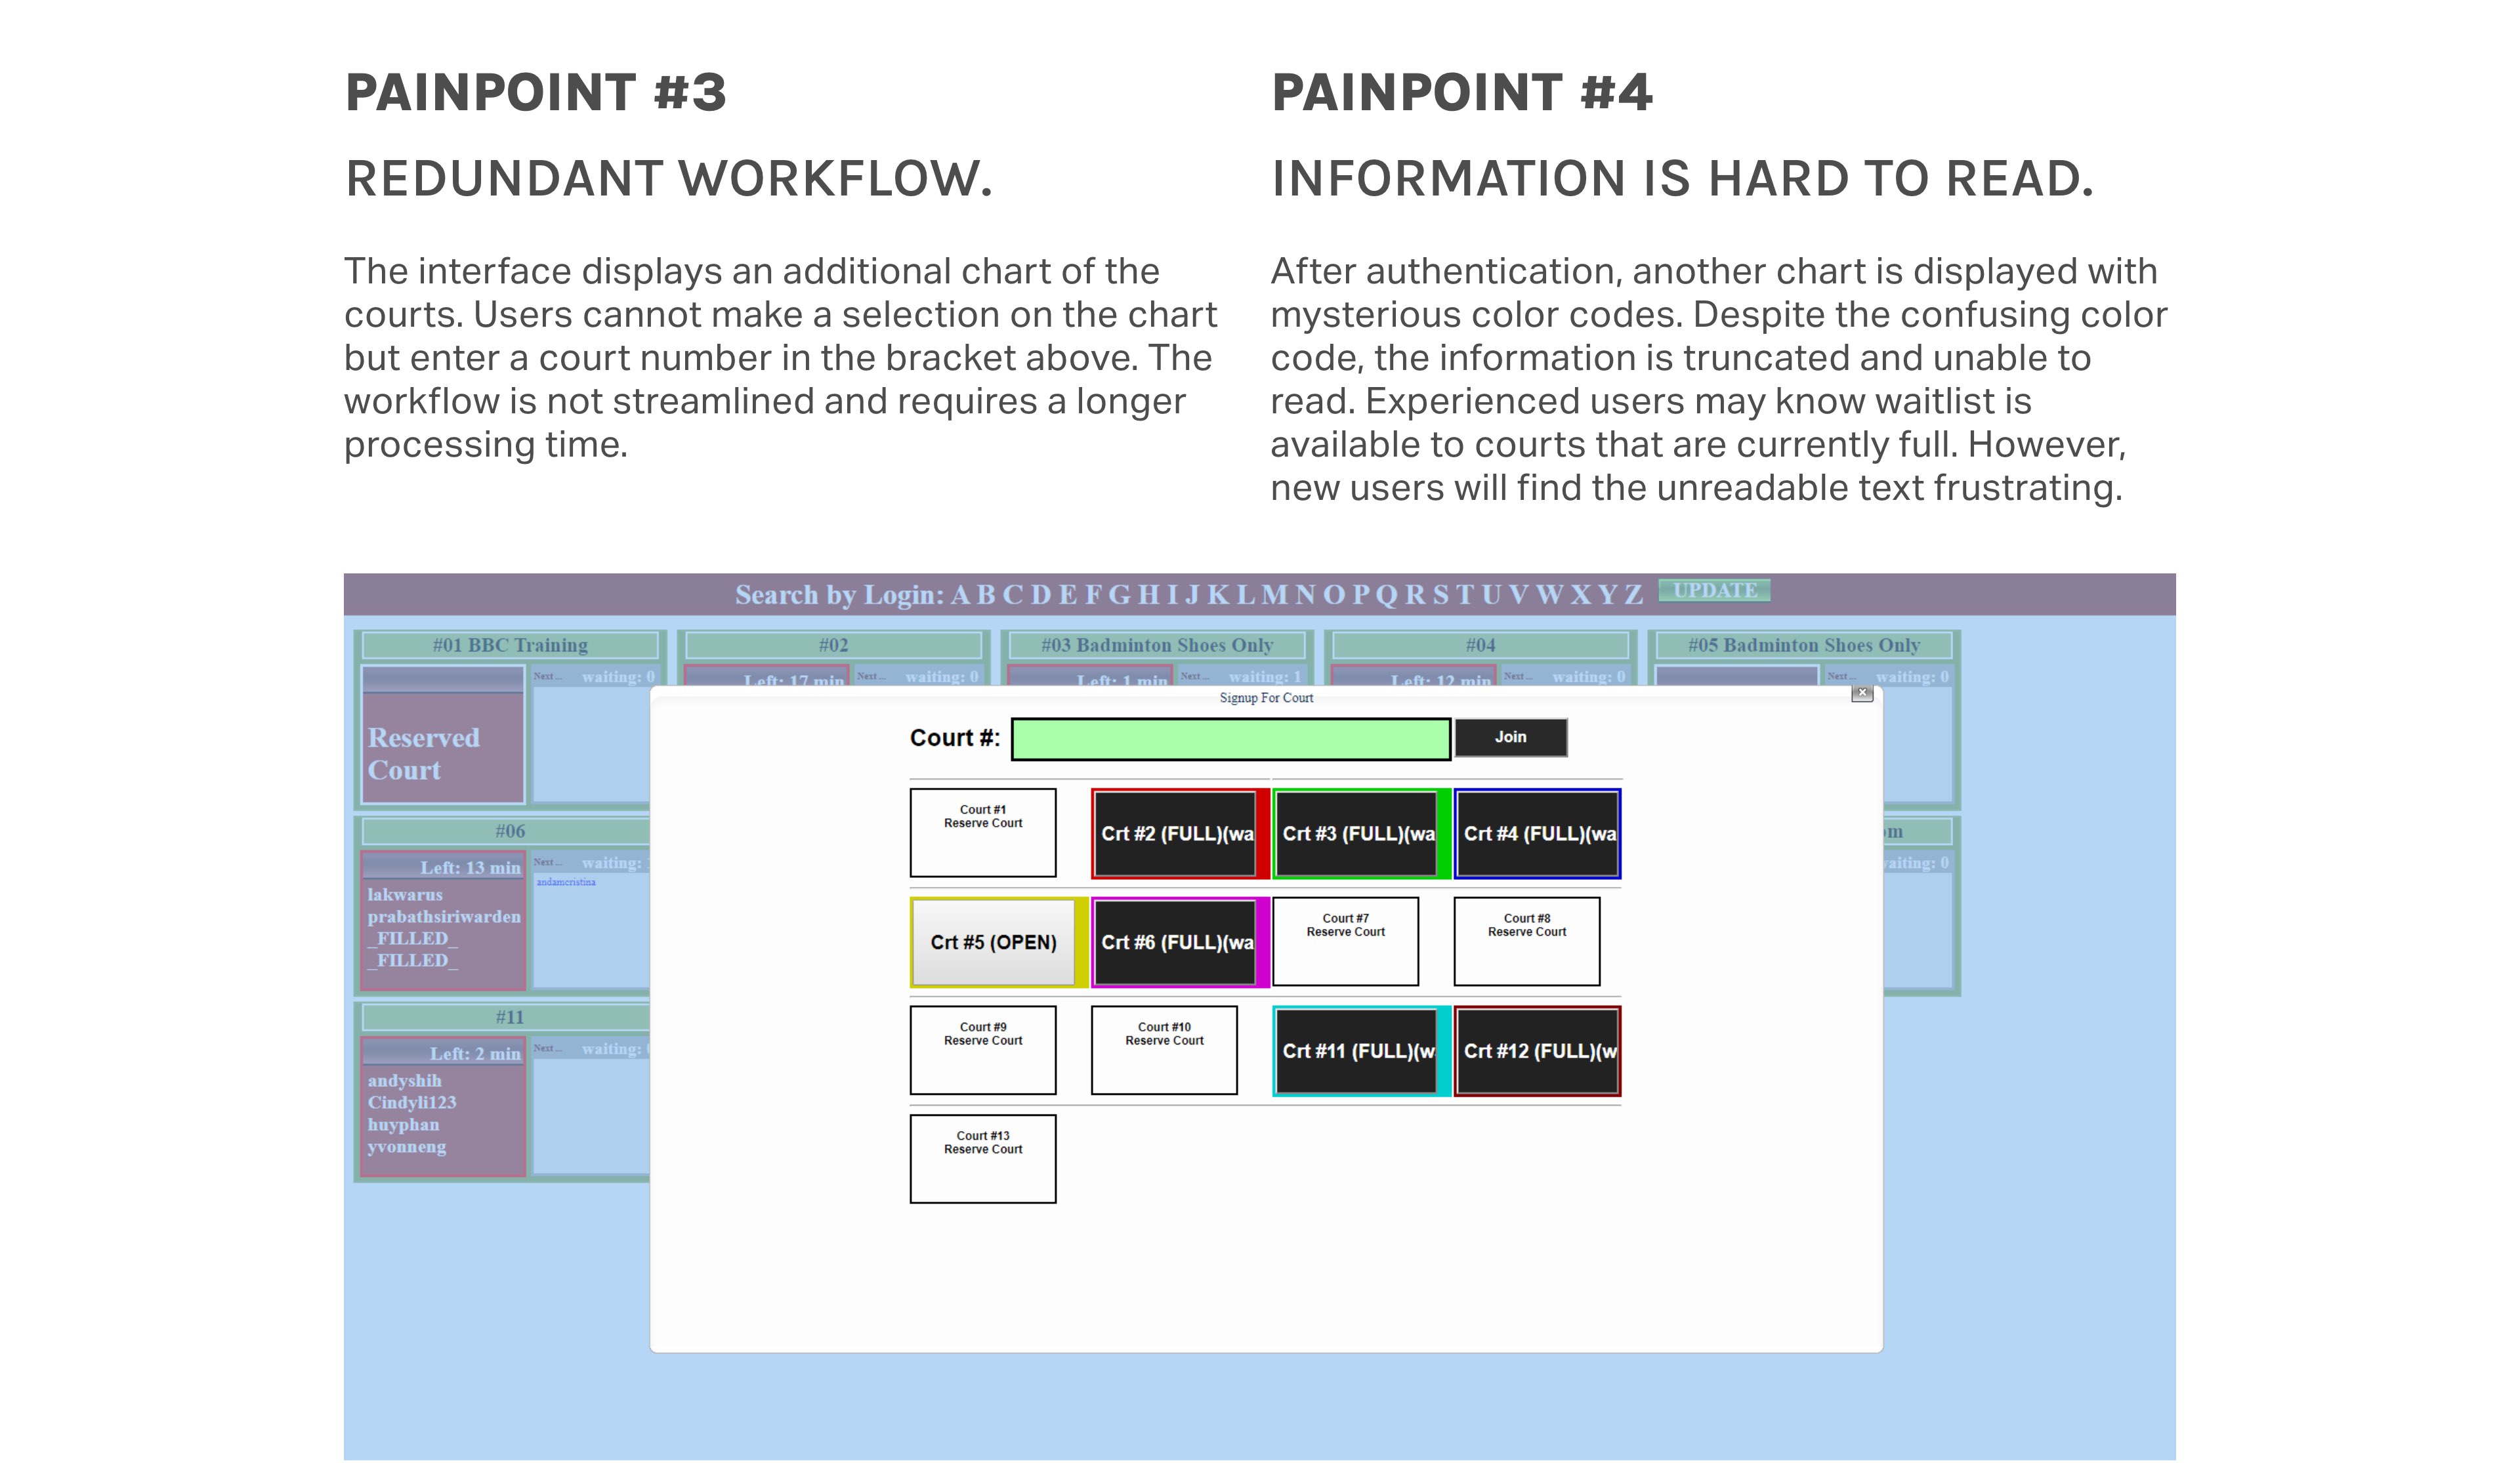 PAINPOINT #3
REDUNDANT WORKFLOW.
The interface displays an additional chart of the
courts. Users cannot make a selection on the chart
but enter a court number in the bracket above. The
workflow is not streamlined and requires a longer
processing time.
PAINPOINT #4
INFORMATION IS HARD TO READ.
After authentication, another chart is displayed with
mysterious color codes. Despite the confusing color
code, the information is truncated and unable to
read. Experienced users may know waitlist is
available to courts that are currently full. However,
new users will find the unreadable text frustrating.
Search by Login: A B C D E F G H I J K L M N O P Q R S T U V W X Y Z UPDATE
#01 BBC Training
#02
#03 Badminton Shoes Only
#04
#05 Badminton Shoes Only
Next... waiting: 0
Left: 17 min Next... waiting: 0
Left: 1 min Next... waiting: 1
Left: 12 min Next... waiting: 0
Next... waiting: 0
Reserved
Court
#06
Left: 13 min Next... waiting:
lakwarus
prabathsiriwarden
_FILLED_
_FILLED_
andamcristina
#11
Left: 2 min Next... waiting:
andyshih
Cindyli123
huyphan
yvonneng
om
waiting: 0
Signup For Court
x
Court #:
Join
Court #1
Reserve Court
Crt #2 (FULL)(wa
Crt #3 (FULL)(wa
Crt #4 (FULL)(wa
Crt #5 (OPEN)
Crt #6 (FULL)(wa
Court #7
Reserve Court
Court #8
Reserve Court
Court #9
Reserve Court
Court #10
Reserve Court
Crt #11 (FULL)(w
Crt #12 (FULL)(w
Court #13
Reserve Court